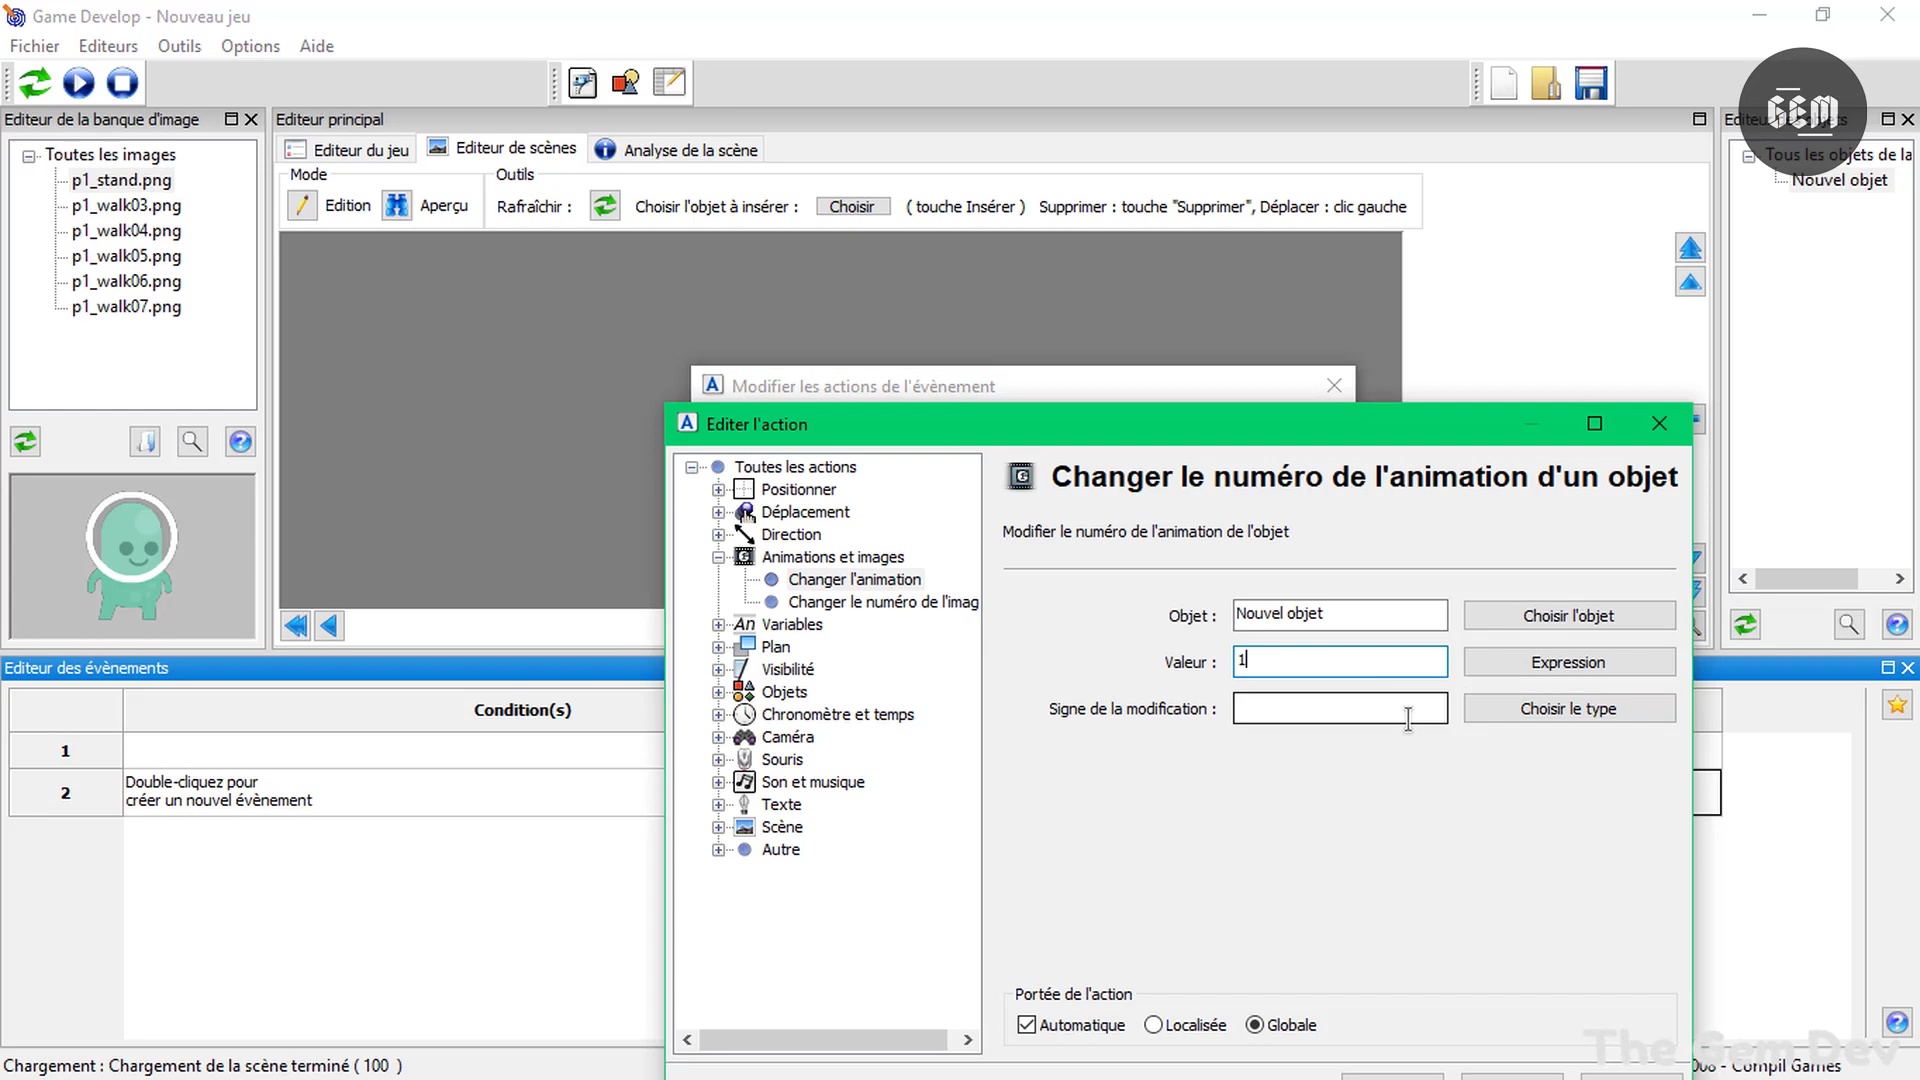 Game Develop - Nouveau jeu
Fichier Editeurs Outils Options Aide
Editeur de la banque d'image
Toutes les images
p1_stand.png
p1_walk03.png
p1_walk04.png
p1_walk05.png
p1_walk06.png
p1_walk07.png
Editeur principal
Editeur du jeu Editeur de scènes Analyse de la scène
Mode Outils
Edition Aperçu Rafraîchir : Choisir l'objet à insérer : Choisir ( touche Insérer ) Supprimer : touche "Supprimer", Déplacer : clic gauche
GEM
Tous les objets de la
Nouvel objet
Modifier les actions de l'évènement
Editer l'action
Toutes les actions
Positionner
Déplacement
Direction
Animations et images
Changer l'animation
Changer le numéro de l'imag
An Variables
Plan
Visibilité
Objets
Chronomètre et temps
Caméra
Souris
Son et musique
Texte
Scène
Autre
Changer le numéro de l'animation d'un objet
Modifier le numéro de l'animation de l'objet
Objet : Nouvel objet Choisir l'objet
Valeur : 1 Expression
Signe de la modification : Choisir le type
Portée de l'action
Automatique Localisée Globale
Editeur des évènements
Condition(s)
1
2 Double-cliquez pour
créer un nouvel évènement
Chargement : Chargement de la scène terminé ( 100 )
The Gem Dev
- Compil Games